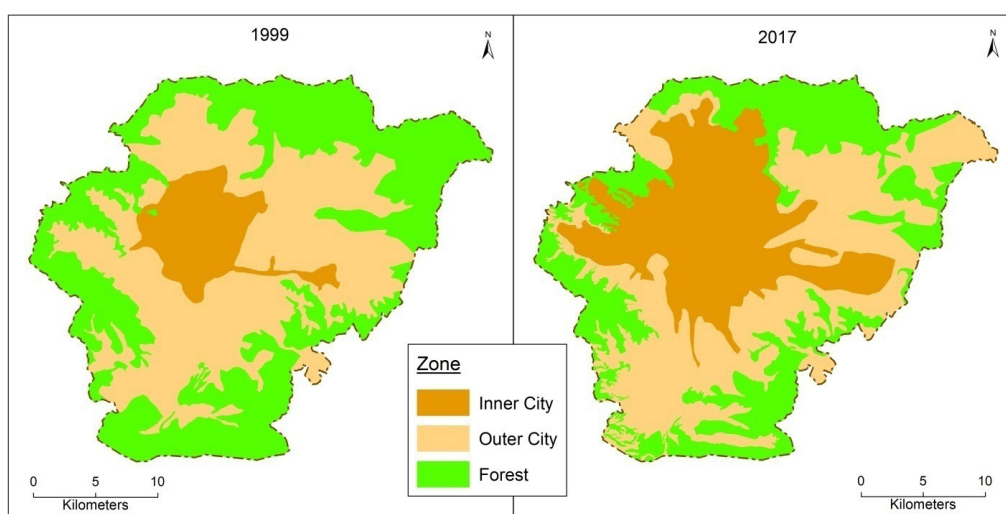 1999
N
2017
N
Zone
Inner City
Outer City
Forest
0 5 10
Kilometers
0 5 10
Kilometers